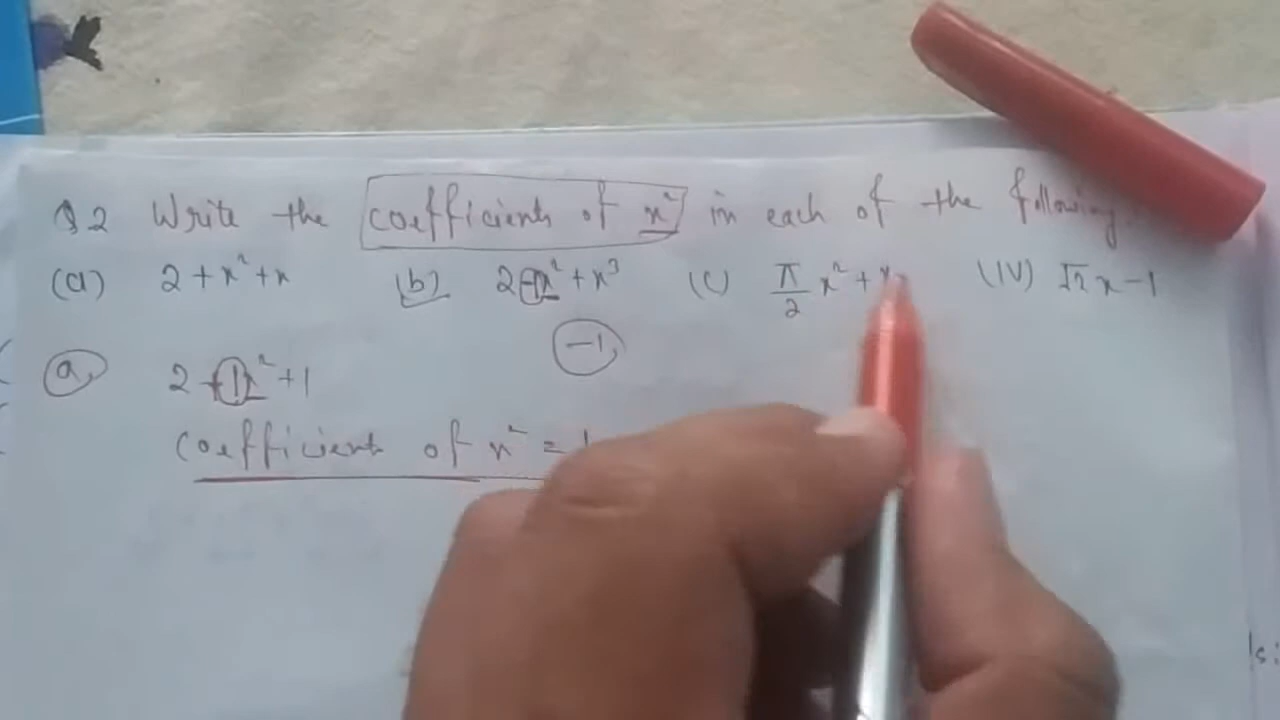 Q2 Write the coefficients of x² in each of the following.
(a) 2 + x² + x (b) 2 - x² + x³ (c) π/2 x² + x (IV) √2 x - 1
-1
(a) 2 + 1x² + 1
Coefficient of x² = 1